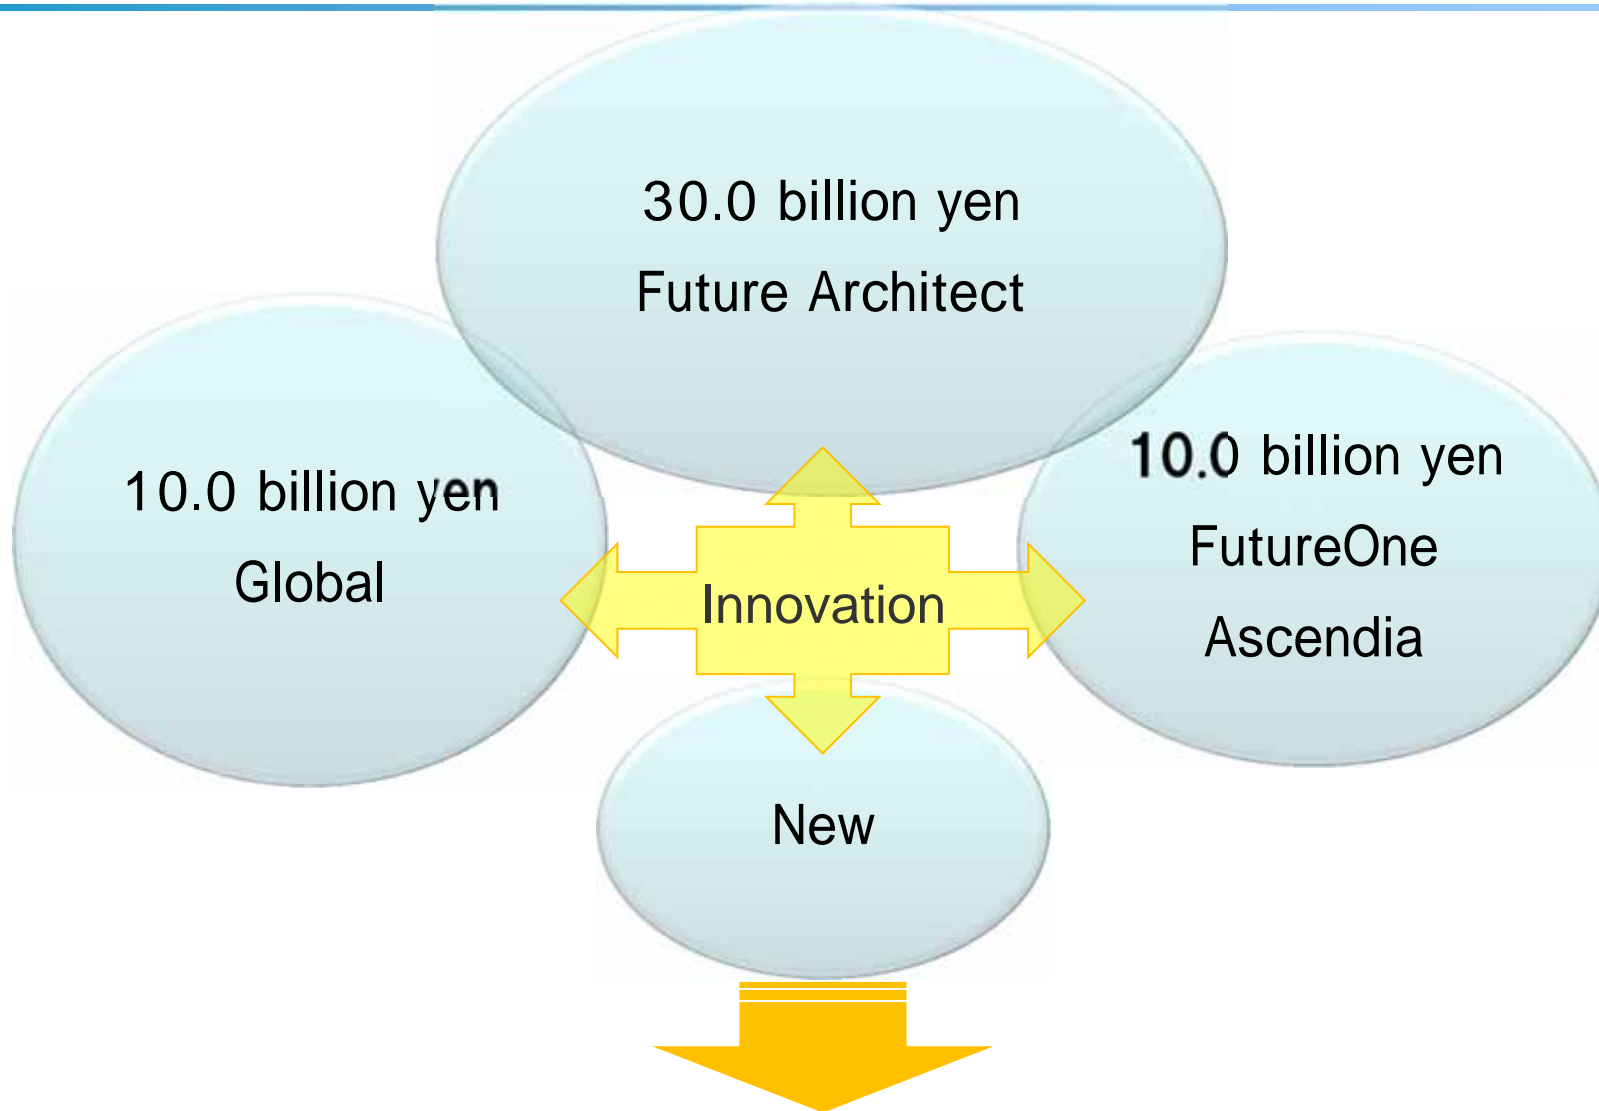 30.0 billion yen
Future Architect
10.0 billion yen
Global
10.0 billion yen
FutureOne
Ascendia
Innovation
New